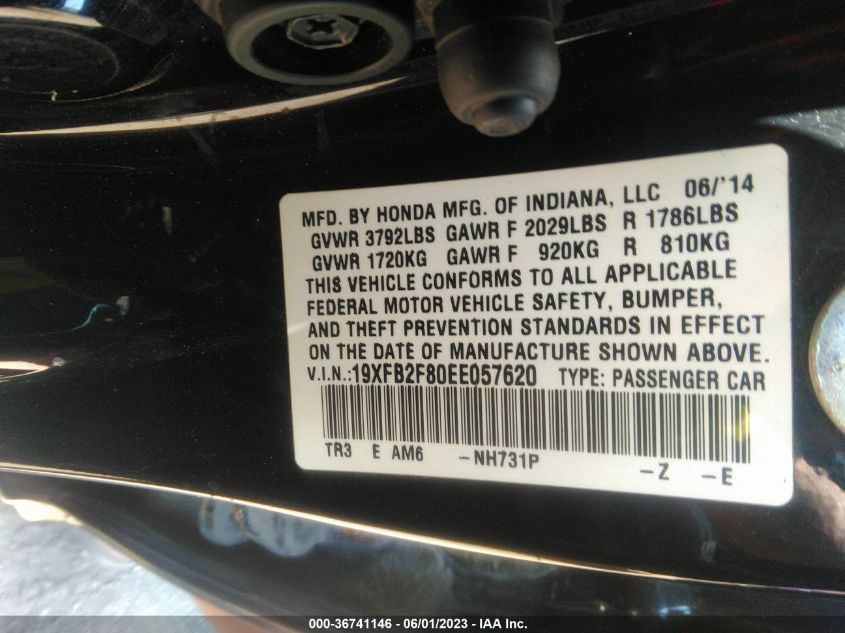 MFD. BY HONDA MFG. OF INDIANA, LLC 06/'14
GVWR 3792LBS GAWR F 2029LBS R 1786LBS
GVWR 1720KG GAWR F 920KG R 810KG
THIS VEHICLE CONFORMS TO ALL APPLICABLE
FEDERAL MOTOR VEHICLE SAFETY, BUMPER,
AND THEFT PREVENTION STANDARDS IN EFFECT
ON THE DATE OF MANUFACTURE SHOWN ABOVE.
V.I.N.:19XFB2F80EE057620 TYPE: PASSENGER CAR
TR3 E AM6 -NH731P -Z -E
000-36741146 - 06/01/2023 - IAA Inc.